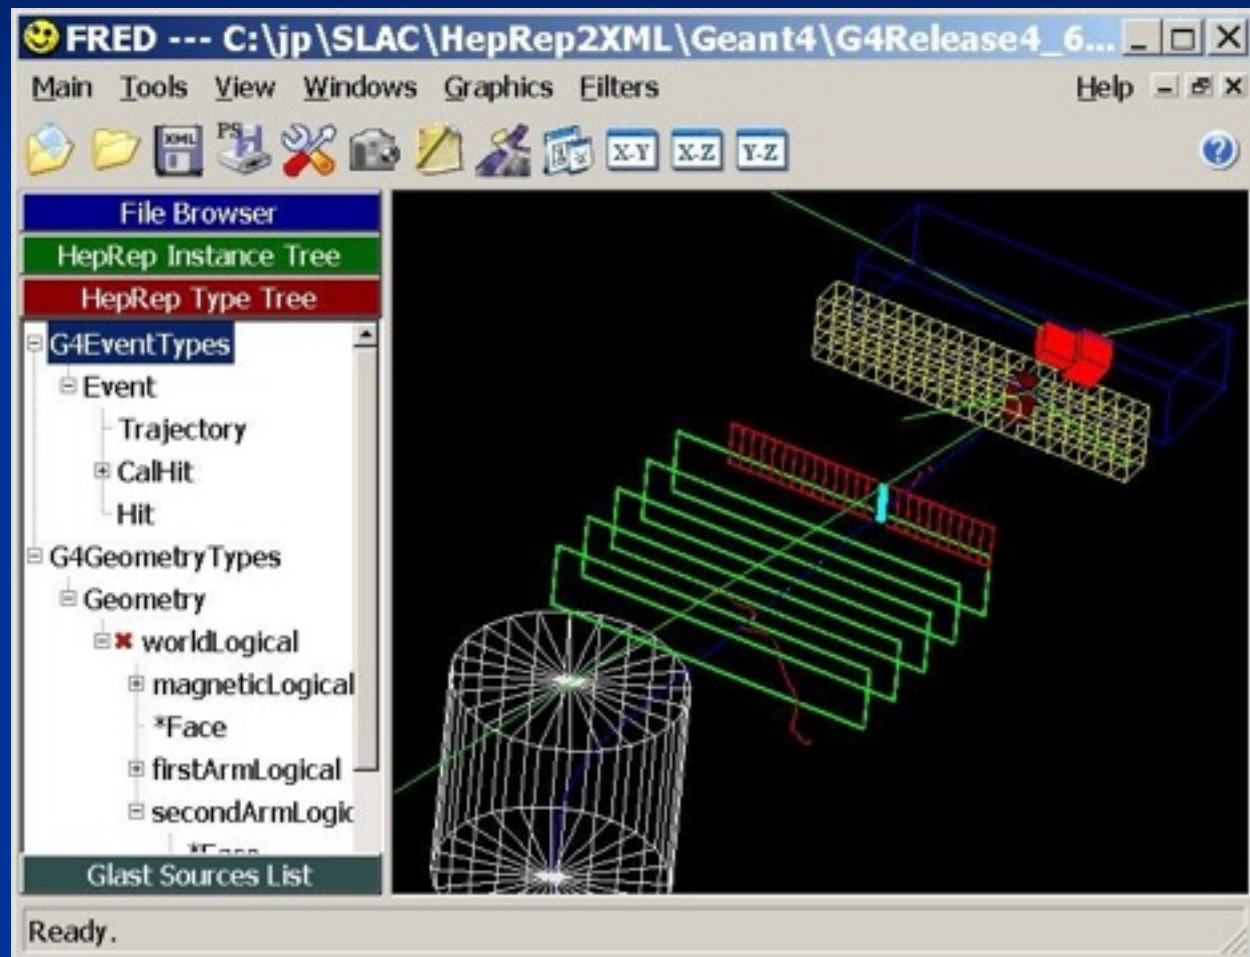 FRED --- C:\jp\SLAC\HepRep2XML\Geant4\G4Release4_6...
Main Tools View Windows Graphics Filters Help
XML PS X-Y X-Z Y-Z ?
File Browser
HepRep Instance Tree
HepRep Type Tree
G4EventTypes
Event
Trajectory
CalHit
Hit
G4GeometryTypes
Geometry
worldLogical
magneticLogical
*Face
firstArmLogical
secondArmLogic
Glast Sources List
Ready.